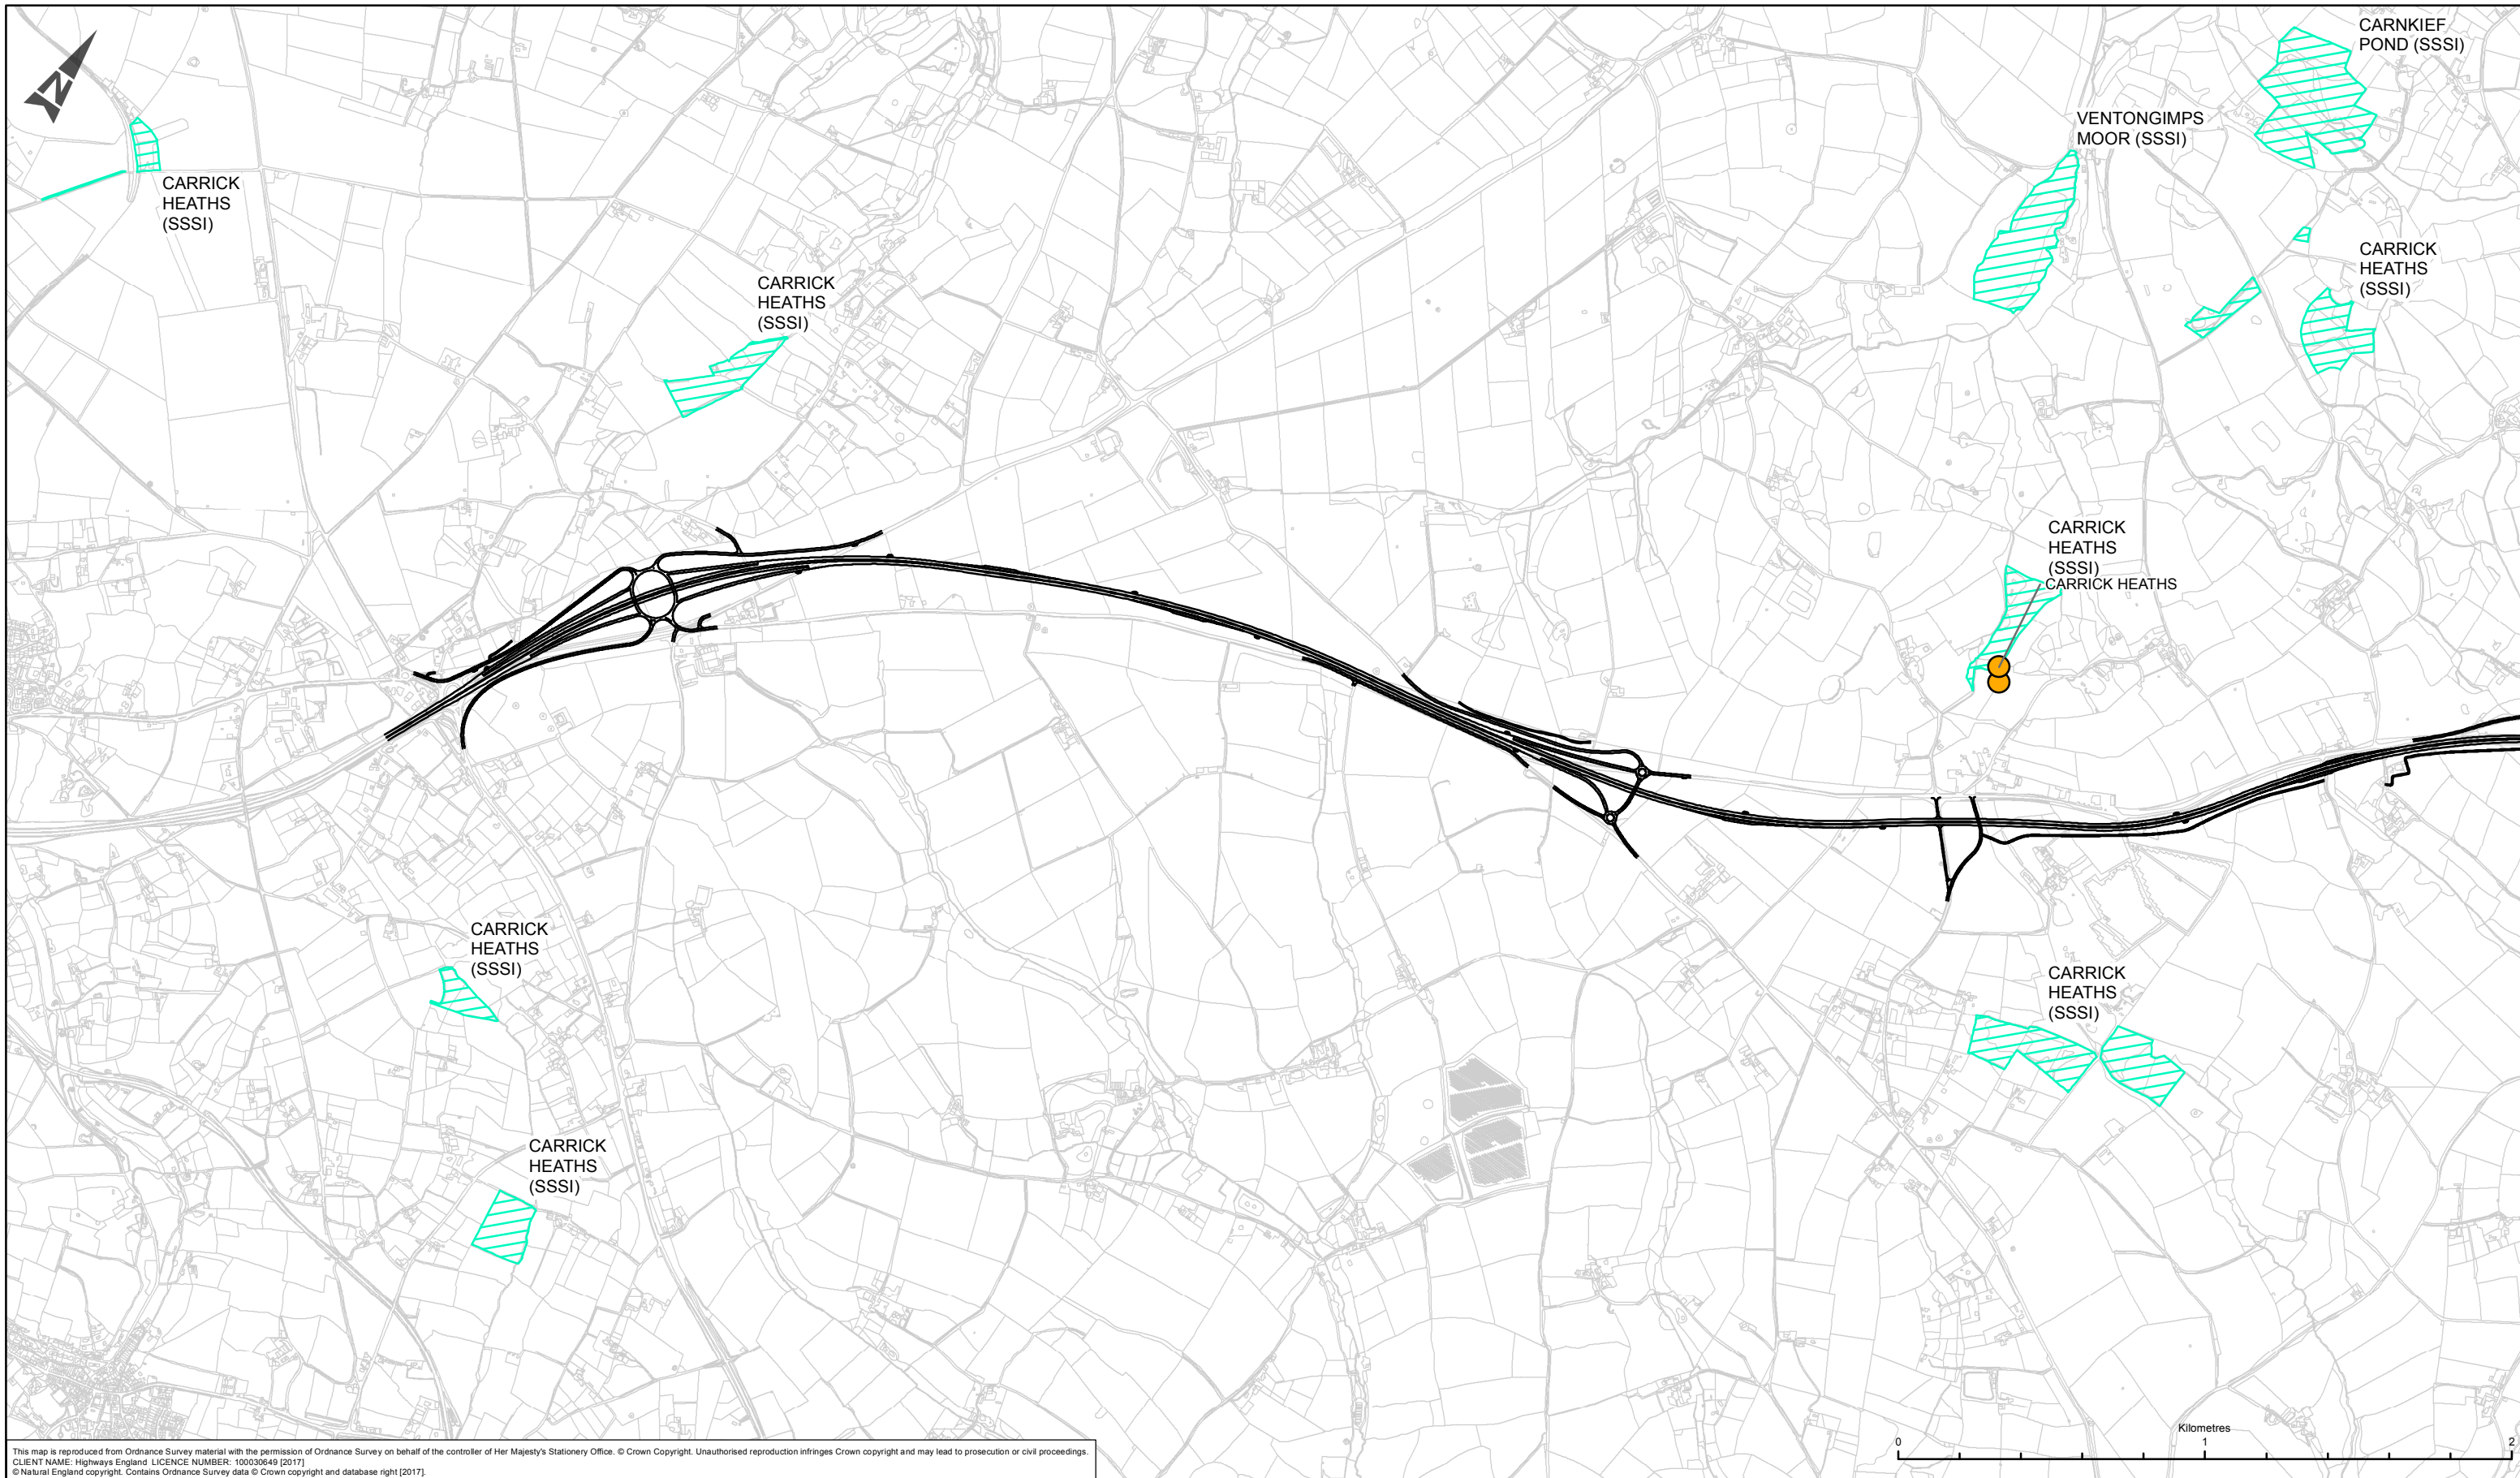 CARNKIEF
POND (SSSI)
VENTONGIMPS
MOOR (SSSI)
N
CARRICK
HEATHS
(SSSI)
CARRICK
HEATHS
(SSSI)
CARRICK
HEATHS
(SSSI)
CARRICK
HEATHS
(SSSI)
CARRICK HEATHS
CARRICK
HEATHS
(SSSI)
CARRICK
HEATHS
(SSSI)
CARRICK
HEATHS
(SSSI)
Kilometres
0 1 2
This map is reproduced from Ordnance Survey material with the permission of Ordnance Survey on behalf of the controller of Her Majesty's Stationery Office. © Crown Copyright. Unauthorised reproduction infringes Crown copyright and may lead to prosecution or civil proceedings.
CLIENT NAME: Highways England LICENCE NUMBER: 100030649 [2017]
© Natural England copyright. Contains Ordnance Survey data © Crown copyright and database right [2017].